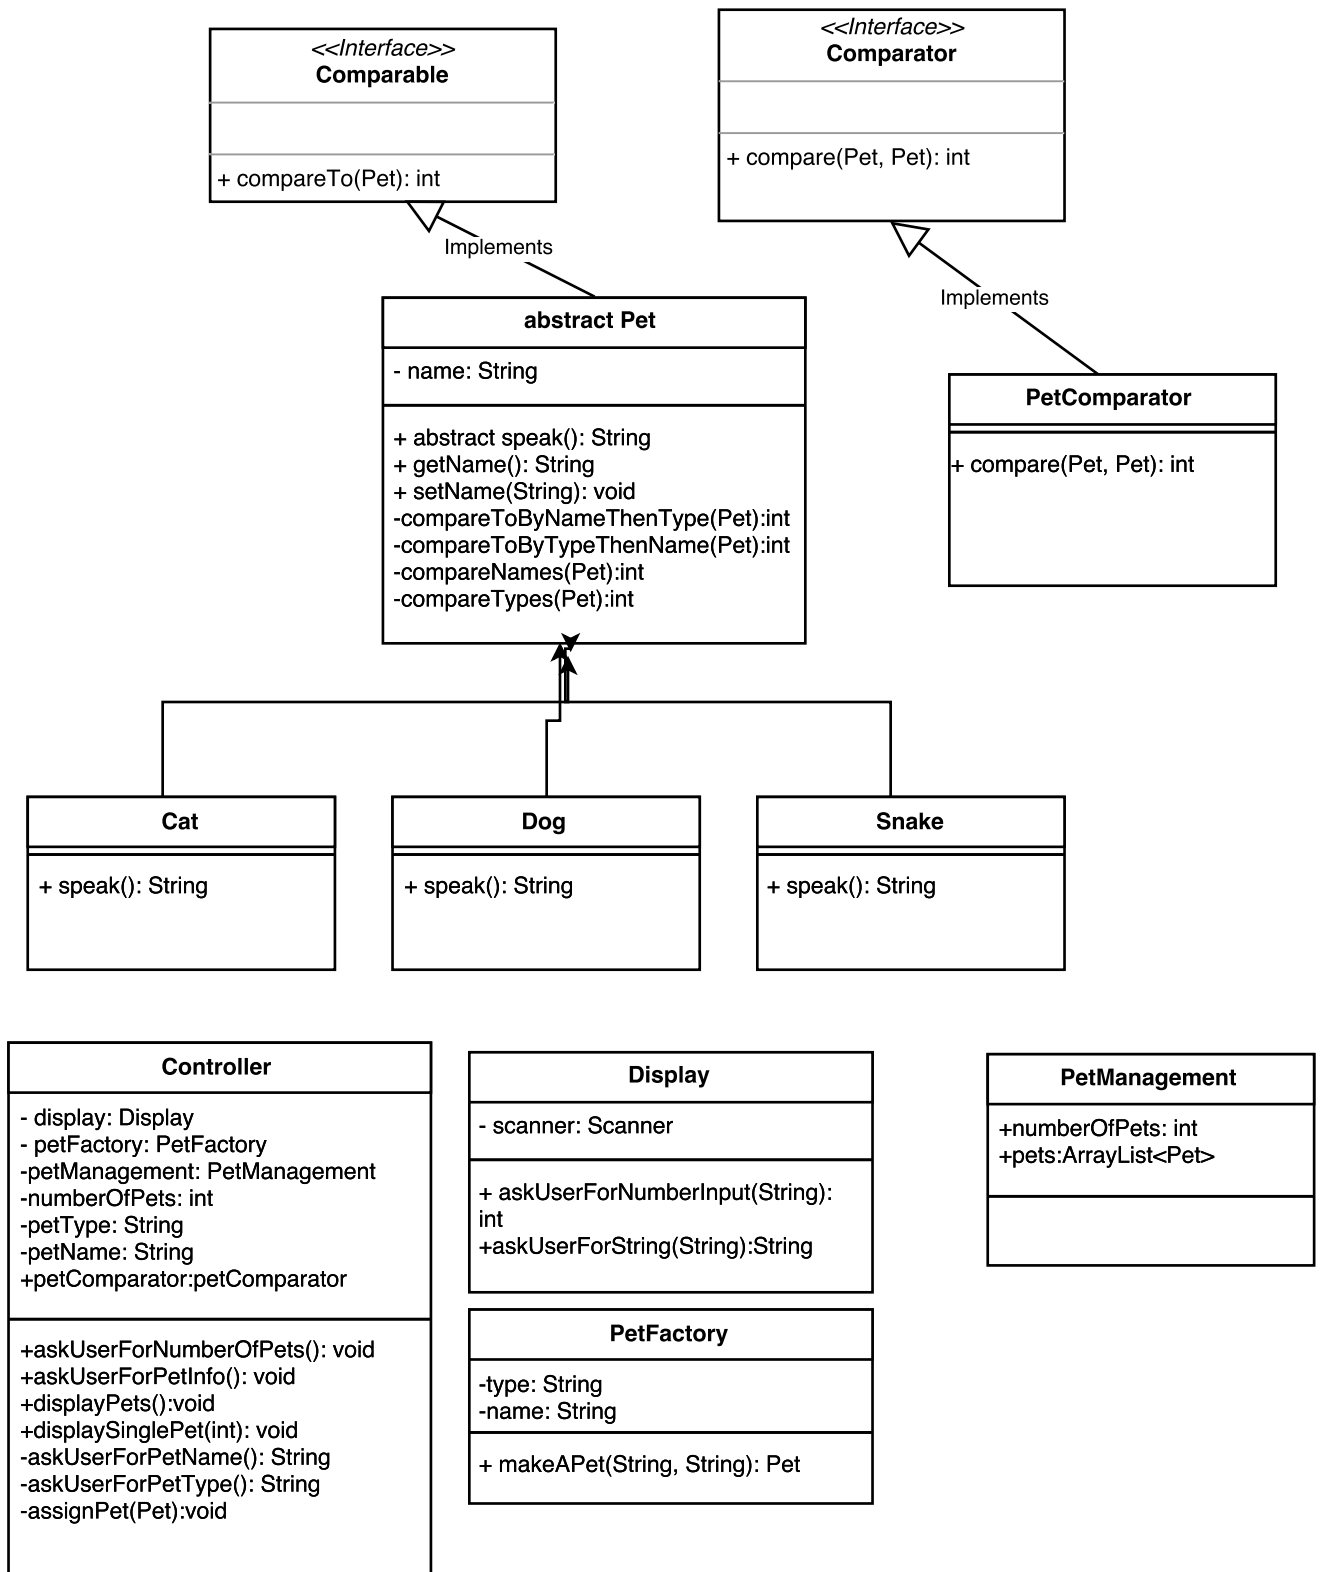 <<Interface>>
Comparable
+ compareTo(Pet): int
<<Interface>>
Comparator
+ compare(Pet, Pet): int
Implements
Implements
abstract Pet
- name: String
+ abstract speak(): String
+ getName(): String
+ setName(String): void
-compareToByNameThenType(Pet):int
-compareToByTypeThenName(Pet):int
-compareNames(Pet):int
-compareTypes(Pet):int
PetComparator
+ compare(Pet, Pet): int
Cat
+ speak(): String
Dog
+ speak(): String
Snake
+ speak(): String
Controller
- display: Display
- petFactory: PetFactory
-petManagement: PetManagement
-numberOfPets: int
-petType: String
-petName: String
+petComparator:petComparator
+askUserForNumberOfPets(): void
+askUserForPetInfo(): void
+displayPets():void
+displaySinglePet(int): void
-askUserForPetName(): String
-askUserForPetType(): String
-assignPet(Pet):void
Display
- scanner: Scanner
+ askUserForNumberInput(String):
int
+askUserForString(String):String
PetFactory
-type: String
-name: String
+ makeAPet(String, String): Pet
PetManagement
+numberOfPets: int
+pets:ArrayList<Pet>